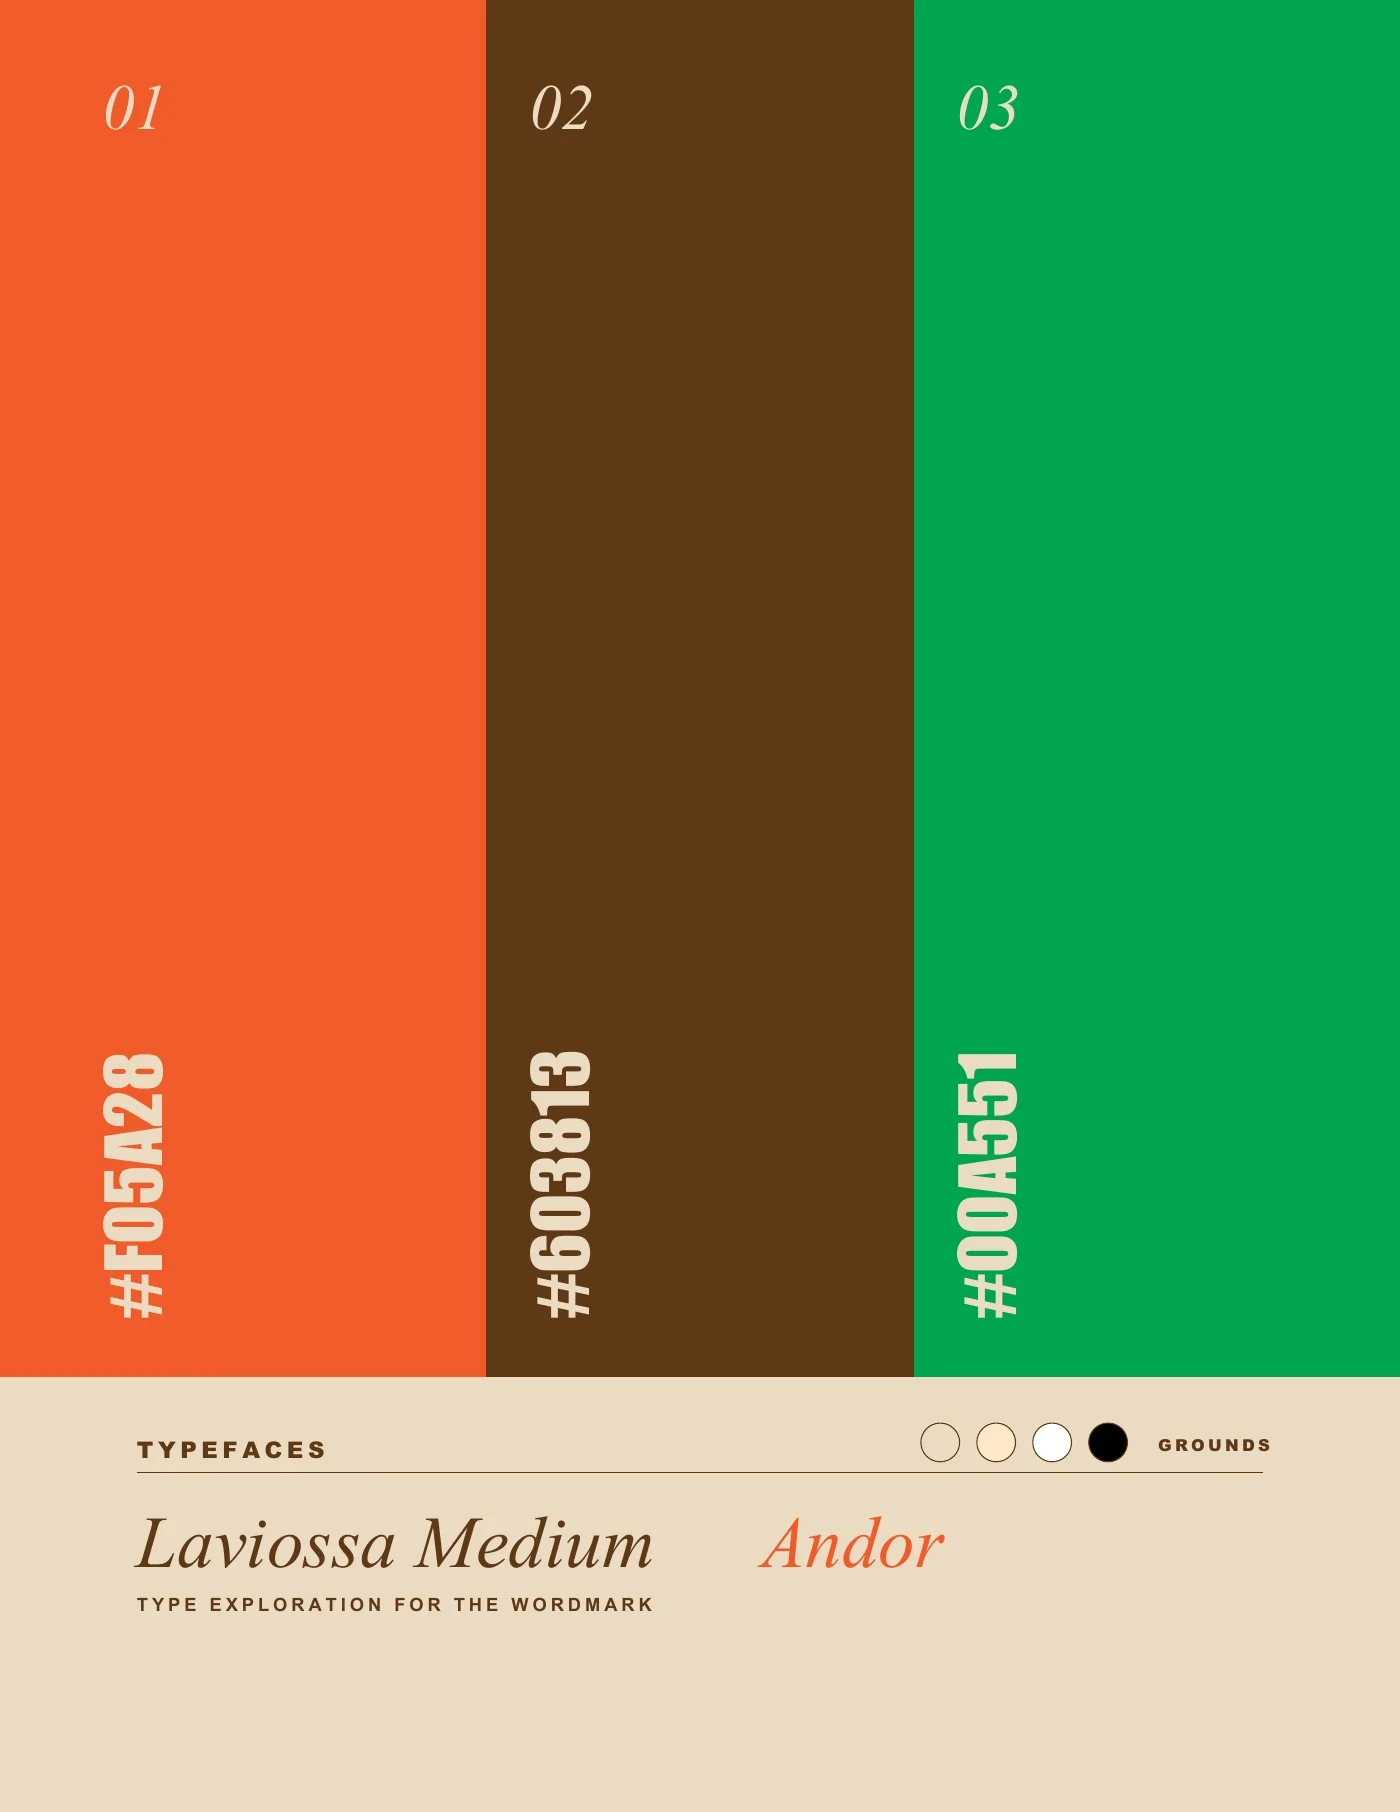 01
02
03
#F05A28
#603813
#00A551
TYPEFACES
GROUNDS
Laviossa Medium
Andor
TYPE EXPLORATION FOR THE WORDMARK